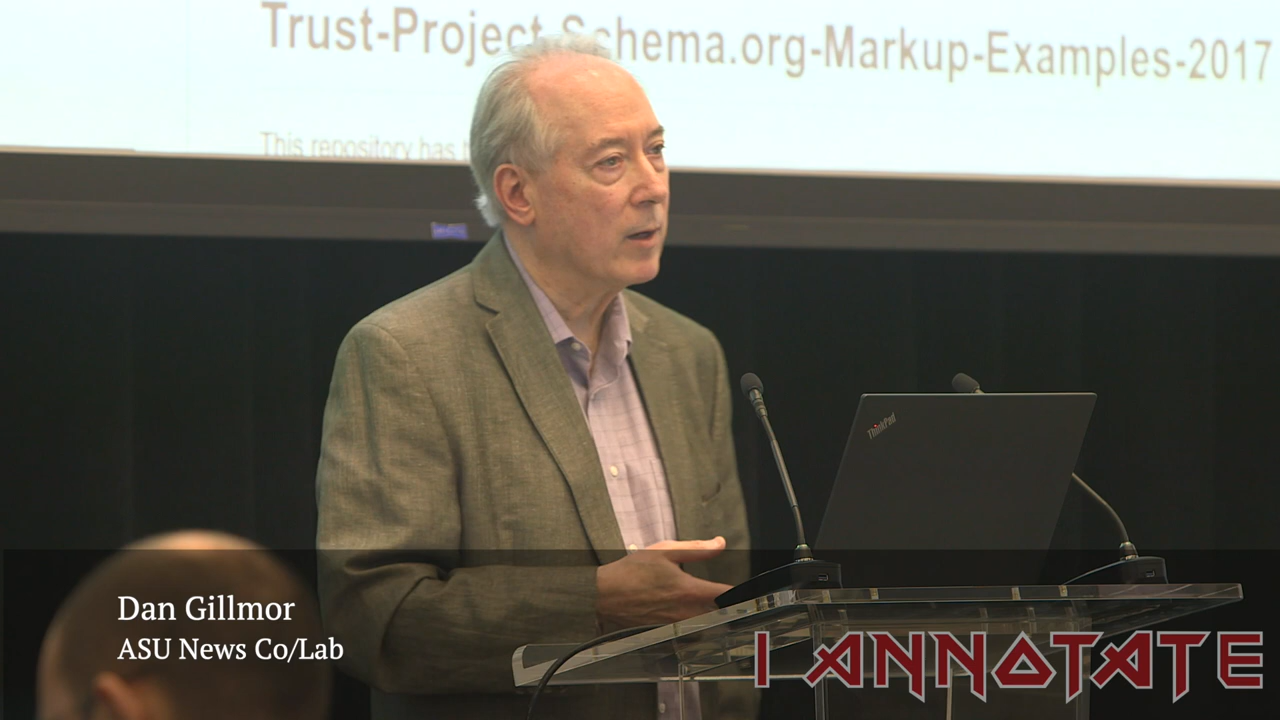 Trust-Project-Schema.org-Markup-Examples-2017
This repository has
ThinkPad
Dan Gillmor
ASU News Co/Lab
I ANNOTATE